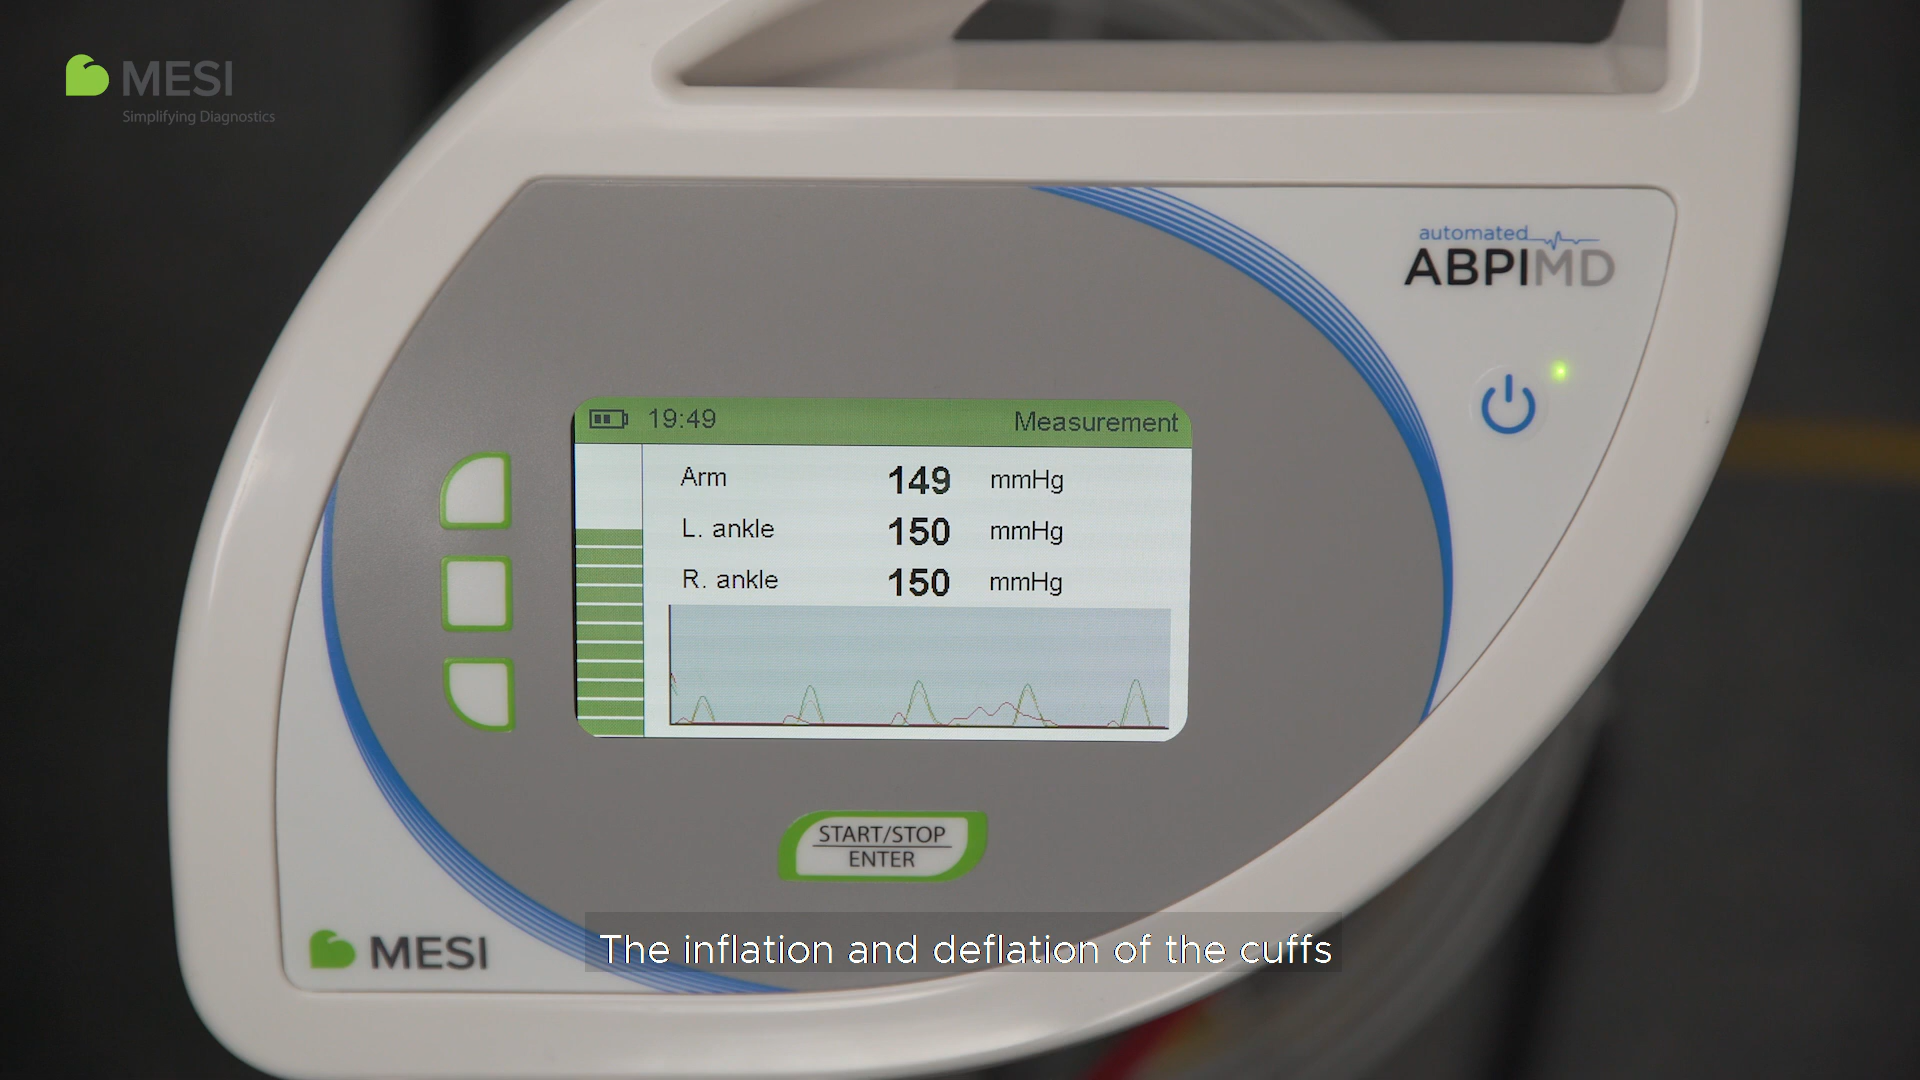 MESI
Simplifying Diagnostics
automated
ABPIMD
19:49 Measurement
Arm 149 mmHg
L. ankle 150 mmHg
R. ankle 150 mmHg
START/STOP
ENTER
MESI
The inflation and deflation of the cuffs